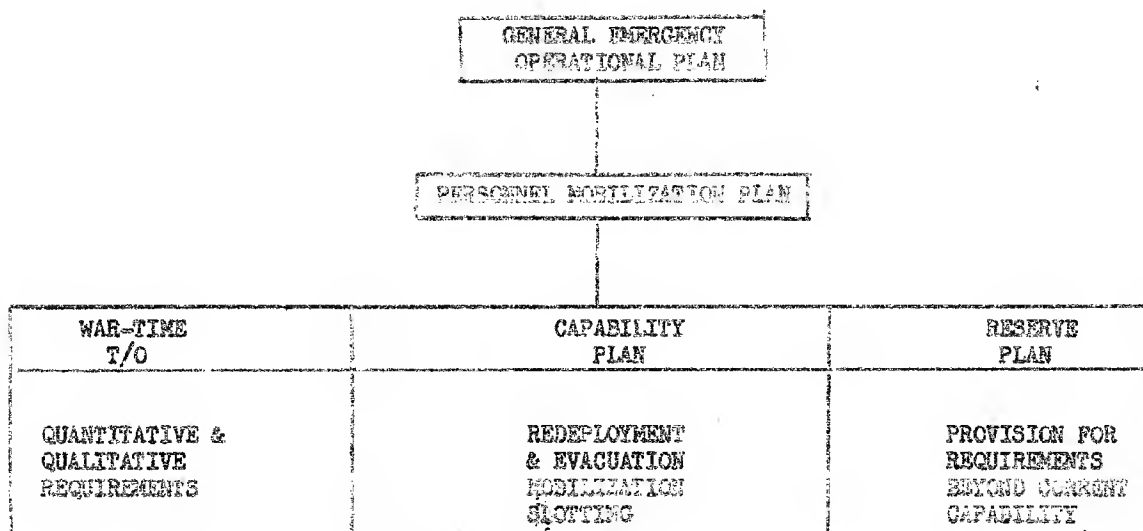 GENERAL EMERGENCY
OPERATIONAL PLAN
PERSONNEL MOBILIZATION PLAN
WAR-TIME
T/O
CAPABILITY
PLAN
RESERVE
PLAN
QUANTITATIVE &
QUALITATIVE
REQUIREMENTS
REDEPLOYMENT
& EVACUATION
MOBILIZATION
SLOTTING
PROVISION FOR
REQUIREMENTS
BEYOND CURRENT
CAPABILITY